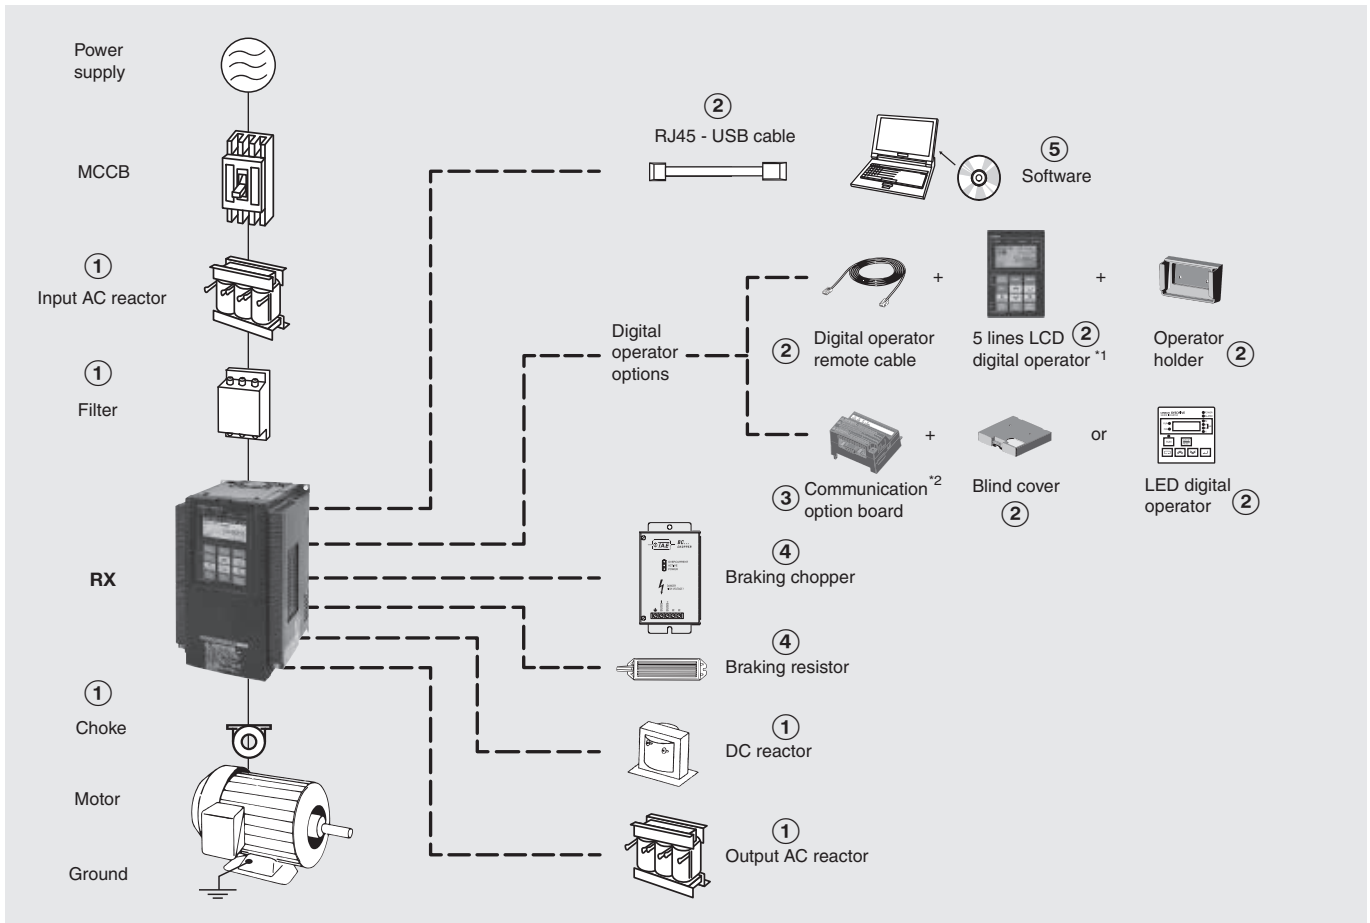 Power
supply
MCCB
1
Input AC reactor
1
Filter
RX
1
Choke
Motor
Ground
2
RJ45 - USB cable
5
Software
Digital
operator
options
2
Digital operator
remote cable
+
5 lines LCD 2
digital operator *1
+
Operator
holder 2
3
Communication *2
option board
+
Blind cover
2
or
LED digital
operator 2
4
Braking chopper
4
Braking resistor
1
DC reactor
1
Output AC reactor